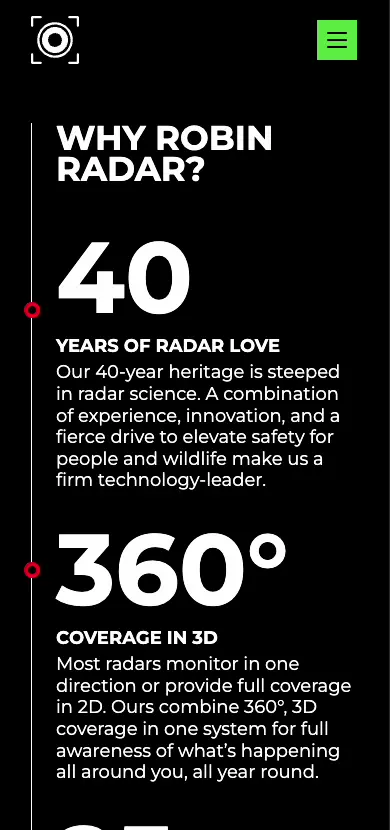 WHY ROBIN
RADAR?
40
YEARS OF RADAR LOVE
Our 40-year heritage is steeped
in radar science. A combination
of experience, innovation, and a
fierce drive to elevate safety for
people and wildlife make us a
firm technology-leader.
360°
COVERAGE IN 3D
Most radars monitor in one
direction or provide full coverage
in 2D. Ours combine 360°, 3D
coverage in one system for full
awareness of what's happening
all around you, all year round.